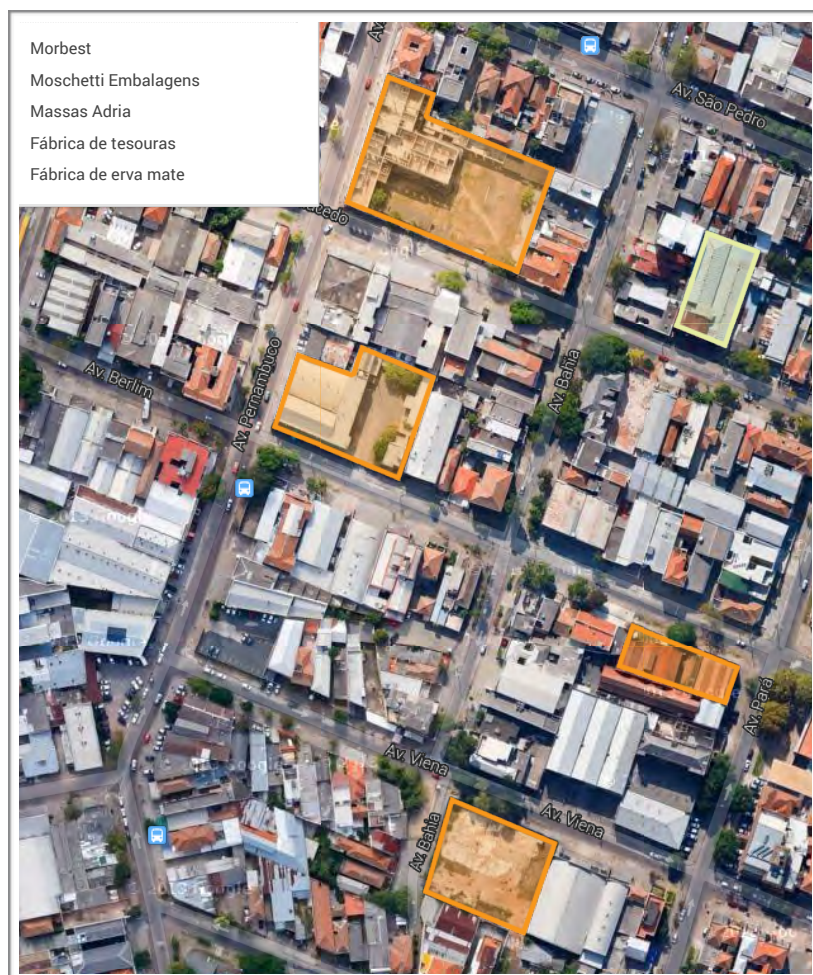 Morbest
Moschetti Embalagens
Massas Adria
Fábrica de tesouras
Fábrica de erva mate
Av.
Av. São Pedro
Av. Berlim
Av. Pernambuco
Av. Bahia
Av. Pará
Av. Viena
Av. Viena
Av. Bahia